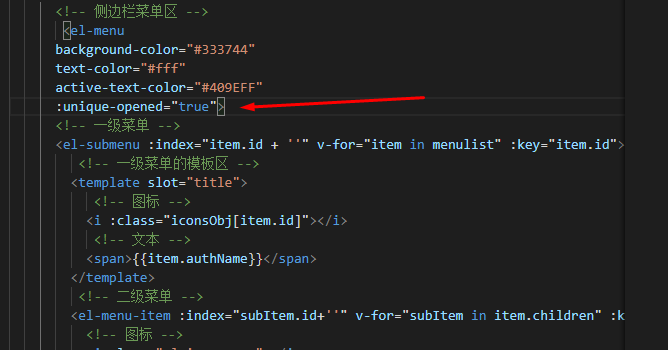 <!-- 侧边栏菜单区 -->
<el-menu
background-color="#333744"
text-color="#fff"
active-text-color="#409EFF"
:unique-opened="true">
<!-- 一级菜单 -->
<el-submenu :index="item.id + ''" v-for="item in menulist" :key="item.id">
<!-- 一级菜单的模板区 -->
<template slot="title">
<!-- 图标 -->
<i :class="iconsObj[item.id]"></i>
<!-- 文本 -->
<span>{{item.authName}}</span>
</template>
<!-- 二级菜单 -->
<el-menu-item :index="subItem.id+''" v-for="subItem in item.children" :k
<!-- 图标 -->